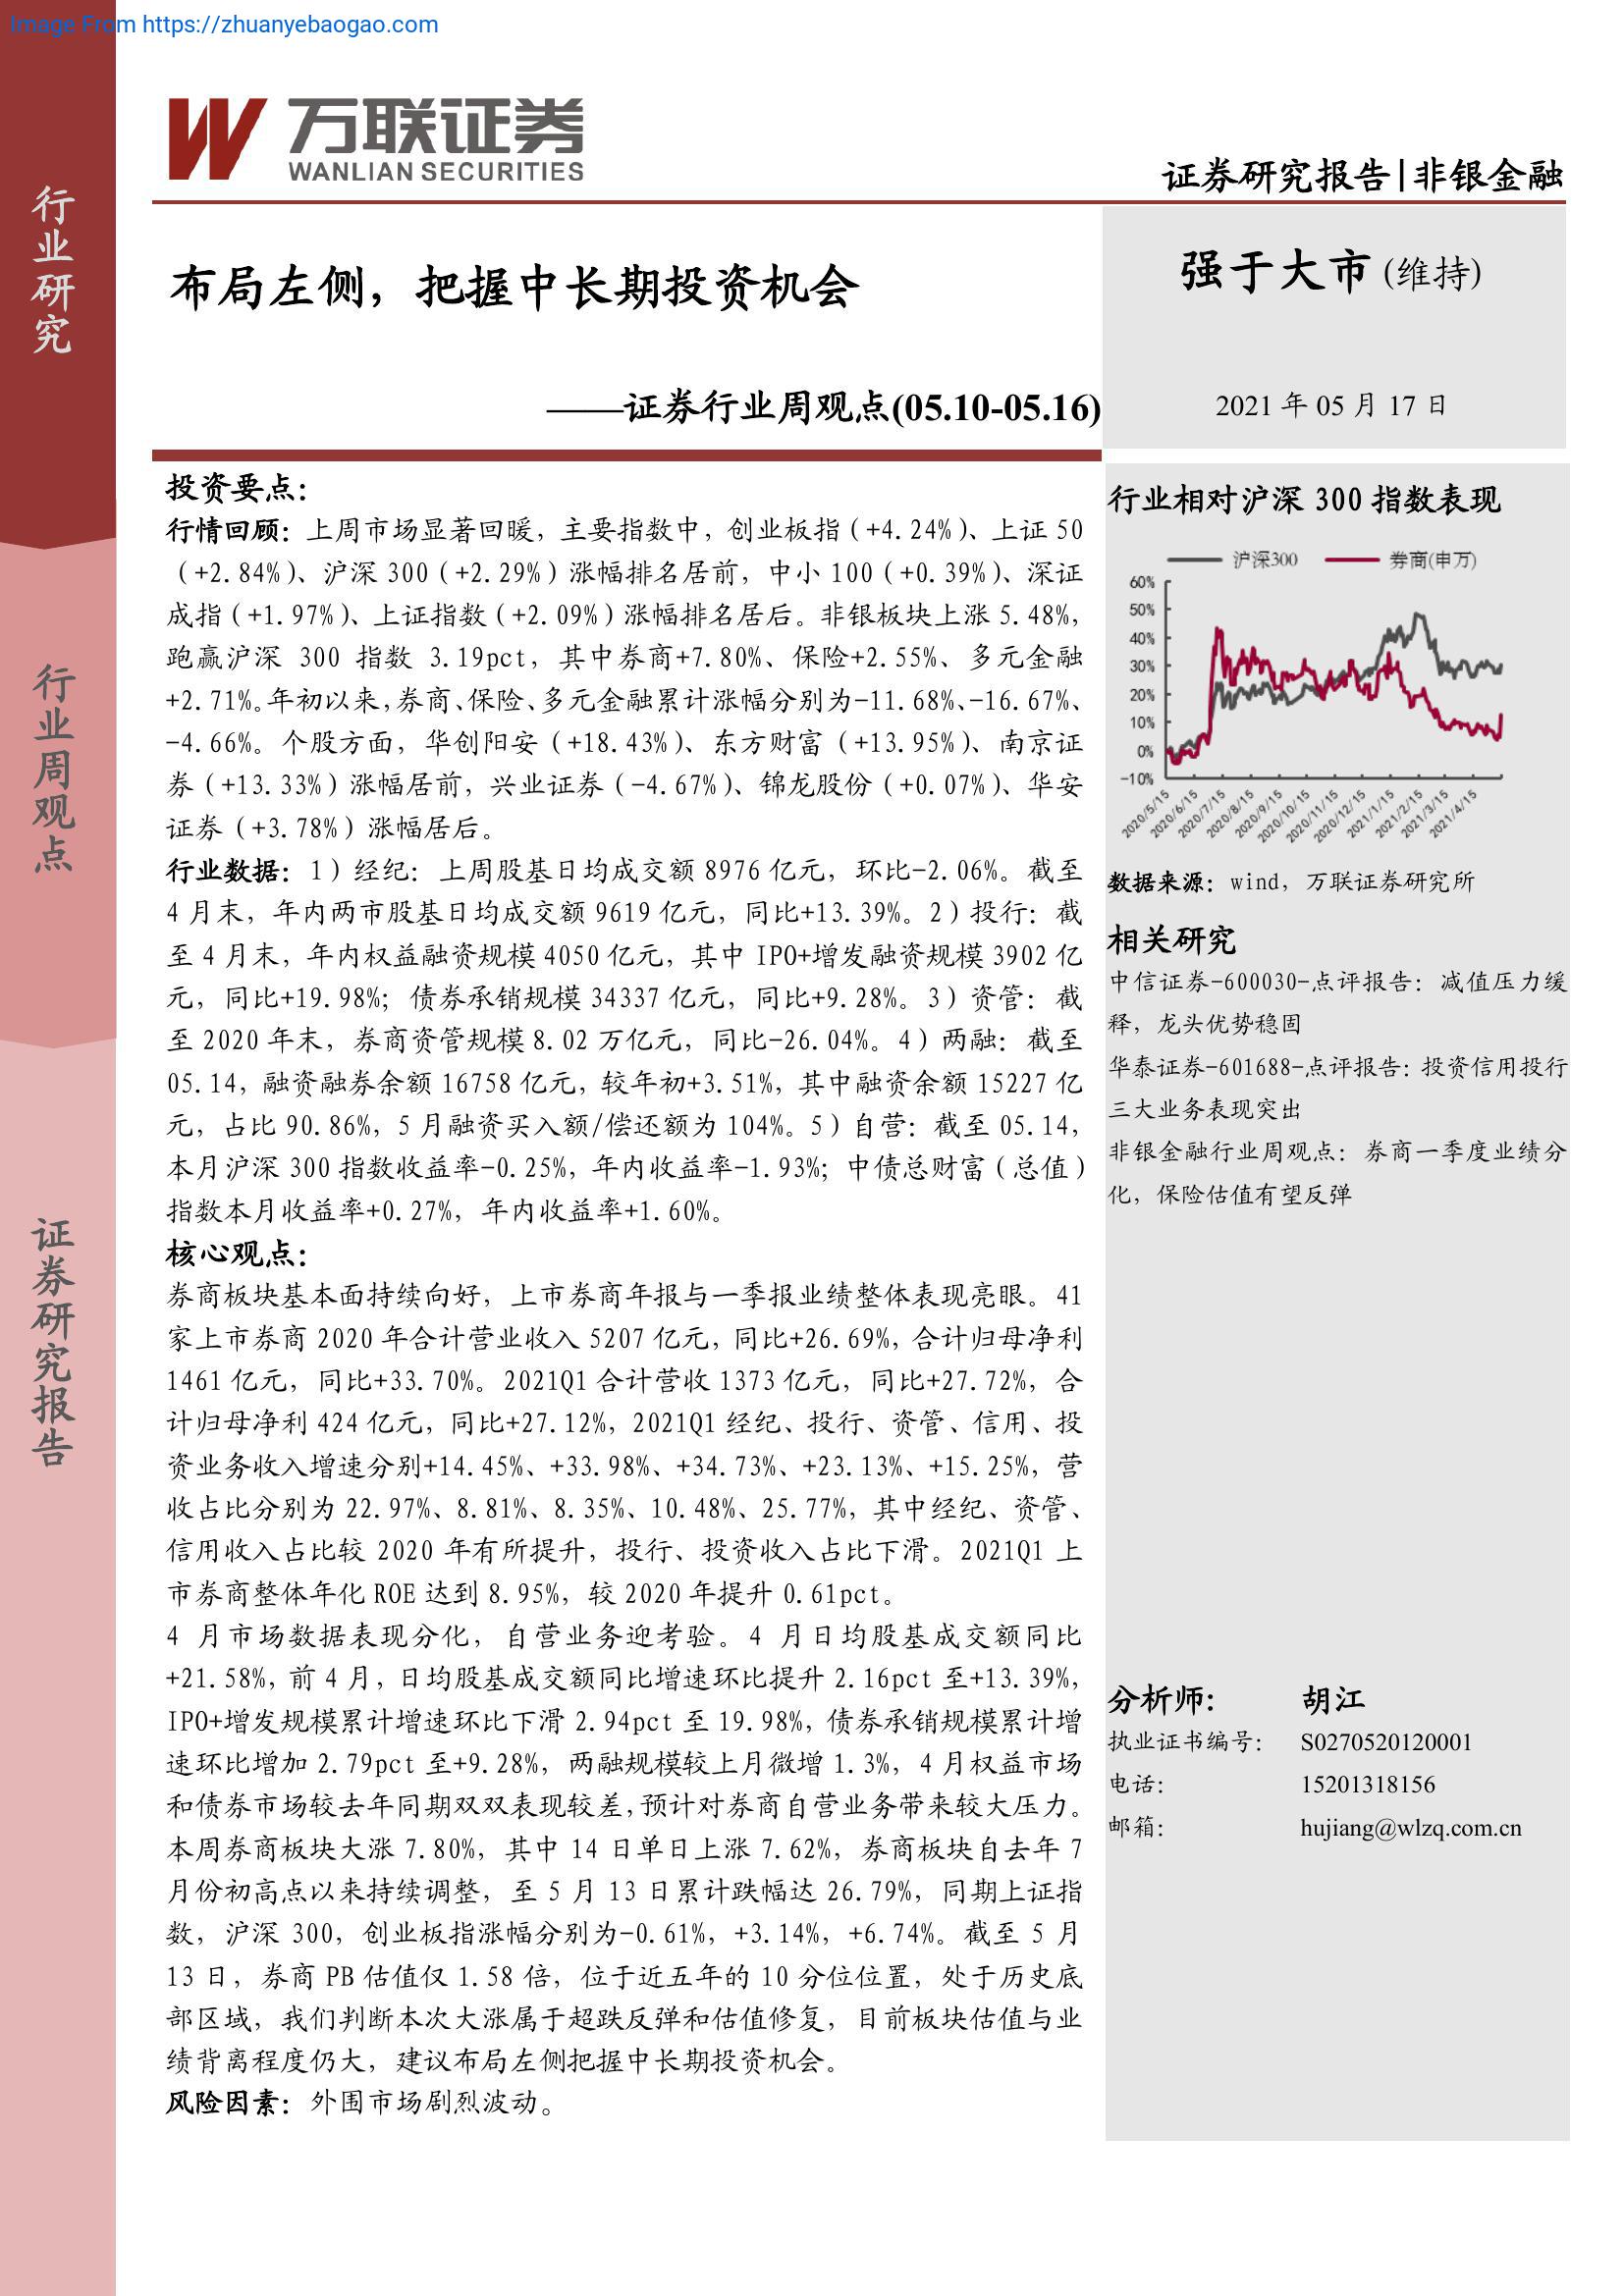 Image From https://zhuanyebaogao.com
万联证券
WANLIAN SECURITIES
证券研究报告|非银金融
行业研究
行业周观点
证券研究报告
布局左侧，把握中长期投资机会
强于大市(维持)
——证券行业周观点(05.10-05.16)
2021 年 05 月 17 日
投资要点：
行情回顾：上周市场显著回暖，主要指数中，创业板指（+4.24%）、上证 50
（+2.84%）、沪深 300（+2.29%）涨幅排名居前，中小 100（+0.39%）、深证
成指（+1.97%）、上证指数（+2.09%）涨幅排名居后。非银板块上涨 5.48%，
跑赢沪深 300 指数 3.19pct，其中券商+7.80%、保险+2.55%、多元金融
+2.71%。年初以来，券商、保险、多元金融累计涨幅分别为-11.68%、-16.67%、
-4.66%。个股方面，华创阳安（+18.43%）、东方财富（+13.95%）、南京证
券（+13.33%）涨幅居前，兴业证券（-4.67%）、锦龙股份（+0.07%）、华安
证券（+3.78%）涨幅居后。
行业数据：1）经纪：上周股基日均成交额 8976 亿元，环比-2.06%。截至
4 月末，年内两市股基日均成交额 9619 亿元，同比+13.39%。2）投行：截
至 4 月末，年内权益融资规模 4050 亿元，其中 IPO+增发融资规模 3902 亿
元，同比+19.98%；债券承销规模 34337 亿元，同比+9.28%。3）资管：截
至 2020 年末，券商资管规模 8.02 万亿元，同比-26.04%。4）两融：截至
05.14，融资融券余额 16758 亿元，较年初+3.51%，其中融资余额 15227 亿
元，占比 90.86%，5 月融资买入额/偿还额为 104%。5）自营：截至 05.14，
本月沪深 300 指数收益率-0.25%，年内收益率-1.93%；中债总财富（总值）
指数本月收益率+0.27%，年内收益率+1.60%。
核心观点：
券商板块基本面持续向好，上市券商年报与一季报业绩整体表现亮眼。41
家上市券商 2020 年合计营业收入 5207 亿元，同比+26.69%，合计归母净利
1461 亿元，同比+33.70%。2021Q1 合计营收 1373 亿元，同比+27.72%，合
计归母净利 424 亿元，同比+27.12%，2021Q1 经纪、投行、资管、信用、投
资业务收入增速分别+14.45%、+33.98%、+34.73%、+23.13%、+15.25%，营
收占比分别为 22.97%、8.81%、8.35%、10.48%、25.77%，其中经纪、资管、
信用收入占比较 2020 年有所提升，投行、投资收入占比下滑。2021Q1 上
市券商整体年化 ROE 达到 8.95%，较 2020 年提升 0.61pct。
4 月市场数据表现分化，自营业务迎考验。4 月日均股基成交额同比
+21.58%，前 4 月，日均股基成交额同比增速环比提升 2.16pct 至+13.39%，
IPO+增发规模累计增速环比下滑 2.94pct 至 19.98%，债券承销规模累计增
速环比增加 2.79pct 至+9.28%，两融规模较上月微增 1.3%，4 月权益市场
和债券市场较去年同期双双表现较差，预计对券商自营业务带来较大压力。
本周券商板块大涨 7.80%，其中 14 日单日上涨 7.62%，券商板块自去年 7
月份初高点以来持续调整，至 5 月 13 日累计跌幅达 26.79%，同期上证指
数，沪深 300，创业板指涨幅分别为-0.61%，+3.14%，+6.74%。截至 5 月
13 日，券商 PB 估值仅 1.58 倍，位于近五年的 10 分位位置，处于历史底
部区域，我们判断本次大涨属于超跌反弹和估值修复，目前板块估值与业
绩背离程度仍大，建议布局左侧把握中长期投资机会。
风险因素：外围市场剧烈波动。
行业相对沪深 300 指数表现
沪深300 券商(申万)
60%
50%
40%
30%
20%
10%
0%
-10%
2020/5/15 2020/6/15 2020/7/15 2020/8/15 2020/9/15 2020/10/15 2020/11/15 2020/12/15 2021/1/15 2021/2/15 2021/3/15 2021/4/15
数据来源：wind，万联证券研究所
相关研究
中信证券-600030-点评报告：减值压力缓
释，龙头优势稳固
华泰证券-601688-点评报告：投资信用投行
三大业务表现突出
非银金融行业周观点：券商一季度业绩分
化，保险估值有望反弹
分析师： 胡江
执业证书编号： S0270520120001
电话： 15201318156
邮箱： hujiang@wlzq.com.cn